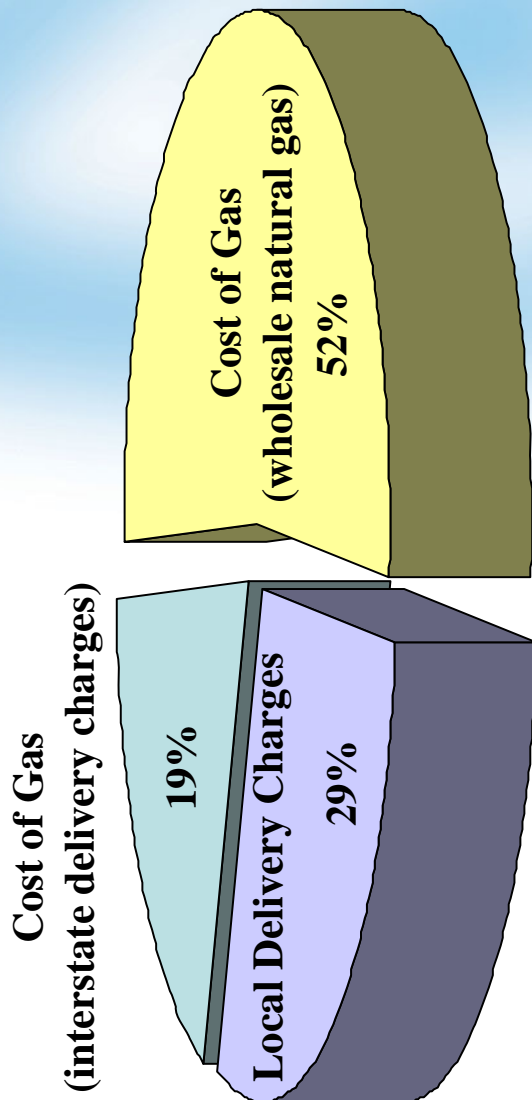 Cost of Gas
(interstate delivery charges)
19%
Local Delivery Charges
29%
Cost of Gas
(wholesale natural gas)
52%